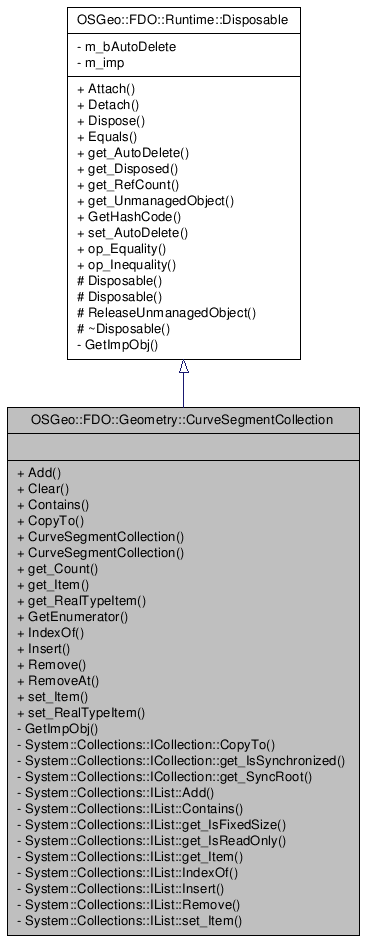 OSGeo::FDO::Runtime::Disposable
- m_bAutoDelete
- m_imp
+ Attach()
+ Detach()
+ Dispose()
+ Equals()
+ get_AutoDelete()
+ get_Disposed()
+ get_RefCount()
+ get_UnmanagedObject()
+ GetHashCode()
+ set_AutoDelete()
+ op_Equality()
+ op_Inequality()
# Disposable()
# Disposable()
# ReleaseUnmanagedObject()
# ~Disposable()
- GetImpObj()
OSGeo::FDO::Geometry::CurveSegmentCollection
+ Add()
+ Clear()
+ Contains()
+ CopyTo()
+ CurveSegmentCollection()
+ CurveSegmentCollection()
+ get_Count()
+ get_Item()
+ get_RealTypeItem()
+ GetEnumerator()
+ IndexOf()
+ Insert()
+ Remove()
+ RemoveAt()
+ set_Item()
+ set_RealTypeItem()
- GetImpObj()
- System::Collections::ICollection::CopyTo()
- System::Collections::ICollection::get_IsSynchronized()
- System::Collections::ICollection::get_SyncRoot()
- System::Collections::IList::Add()
- System::Collections::IList::Contains()
- System::Collections::IList::get_IsFixedSize()
- System::Collections::IList::get_IsReadOnly()
- System::Collections::IList::get_Item()
- System::Collections::IList::IndexOf()
- System::Collections::IList::Insert()
- System::Collections::IList::Remove()
- System::Collections::IList::set_Item()